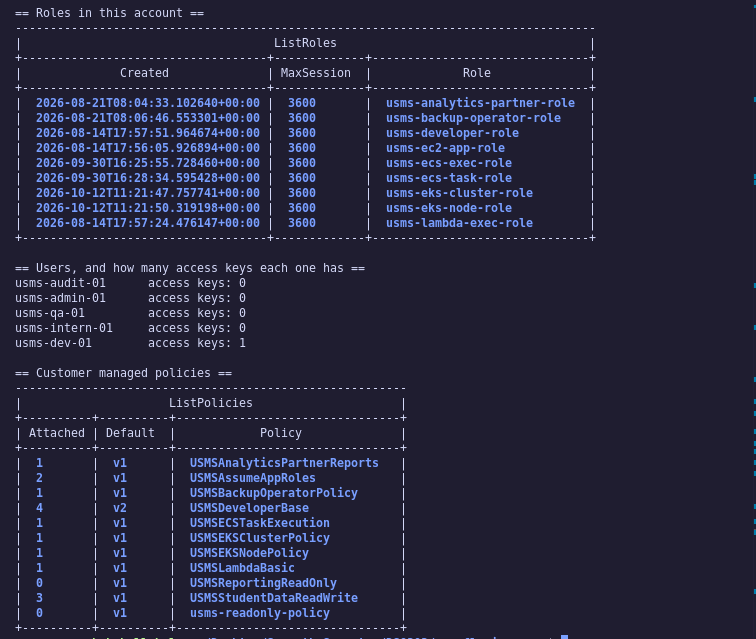 == Roles in this account ==
-----------------------------------------------------------------------------------
|                                    ListRoles                                    |
+-----------------------------------+-------------+-------------------------------+
|              Created              | MaxSession  |             Role              |
+-----------------------------------+-------------+-------------------------------+
|  2026-08-21T08:04:33.102640+00:00 |  3600       |  usms-analytics-partner-role  |
|  2026-08-21T08:06:46.553301+00:00 |  3600       |  usms-backup-operator-role    |
|  2026-08-14T17:57:51.964674+00:00 |  3600       |  usms-developer-role          |
|  2026-08-14T17:56:05.926894+00:00 |  3600       |  usms-ec2-app-role            |
|  2026-09-30T16:25:55.728460+00:00 |  3600       |  usms-ecs-exec-role           |
|  2026-09-30T16:28:34.595428+00:00 |  3600       |  usms-ecs-task-role           |
|  2026-10-12T11:21:47.757741+00:00 |  3600       |  usms-eks-cluster-role        |
|  2026-10-12T11:21:50.319198+00:00 |  3600       |  usms-eks-node-role           |
|  2026-08-14T17:57:24.476147+00:00 |  3600       |  usms-lambda-exec-role        |
+-----------------------------------+-------------+-------------------------------+
== Users, and how many access keys each one has ==
usms-audit-01      access keys: 0
usms-admin-01      access keys: 0
usms-qa-01         access keys: 0
usms-intern-01     access keys: 0
usms-dev-01        access keys: 1
== Customer managed policies ==
--------------------------------------------------------
|                     ListPolicies                     |
+----------+----------+--------------------------------+
| Attached | Default  |            Policy              |
+----------+----------+--------------------------------+
|  1       |  v1      |  USMSAnalyticsPartnerReports   |
|  2       |  v1      |  USMSAssumeAppRoles            |
|  1       |  v1      |  USMSBackupOperatorPolicy      |
|  4       |  v2      |  USMSDeveloperBase             |
|  1       |  v1      |  USMSECSTaskExecution          |
|  1       |  v1      |  USMSEKSClusterPolicy          |
|  1       |  v1      |  USMSEKSNodePolicy             |
|  1       |  v1      |  USMSLambdaBasic               |
|  0       |  v1      |  USMSReportingReadOnly         |
|  3       |  v1      |  USMSStudentDataReadWrite      |
|  0       |  v1      |  usms-readonly-policy          |
+----------+----------+--------------------------------+